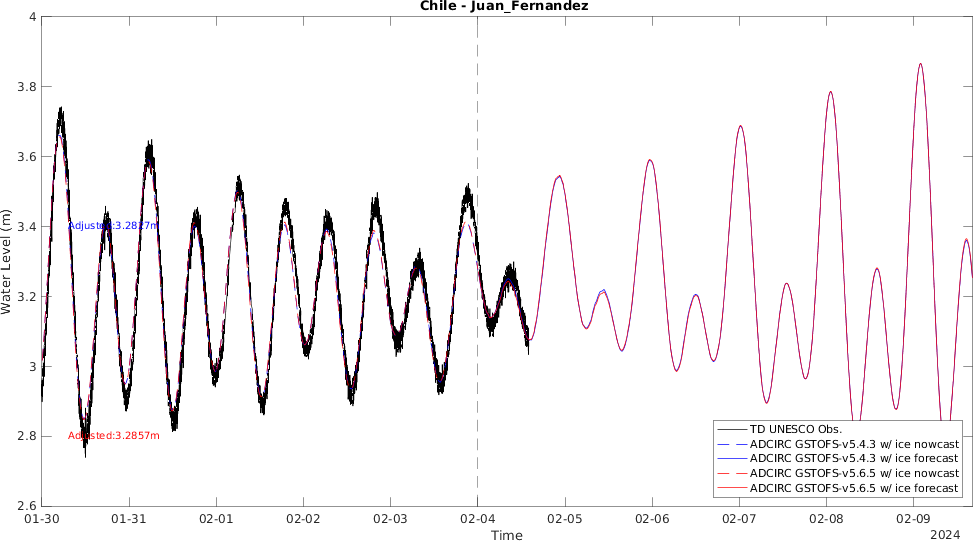 Chile - Juan_Fernandez
4
3.8
3.6
3.4
3.2
3
2.8
2.6
Water Level (m)
Adjusted:3.2827m
Adjusted:3.2857m
TD UNESCO Obs.
ADCIRC GSTOFS-v5.4.3 w/ ice nowcast
ADCIRC GSTOFS-v5.4.3 w/ ice forecast
ADCIRC GSTOFS-v5.6.5 w/ ice nowcast
ADCIRC GSTOFS-v5.6.5 w/ ice forecast
01-30 01-31 02-01 02-02 02-03 02-04 02-05 02-06 02-07 02-08 02-09
Time
2024